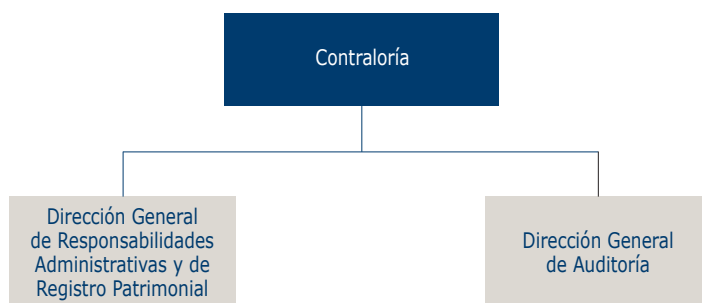 Contraloría
Dirección General
de Responsabilidades
Administrativas y de
Registro Patrimonial
Dirección General
de Auditoría